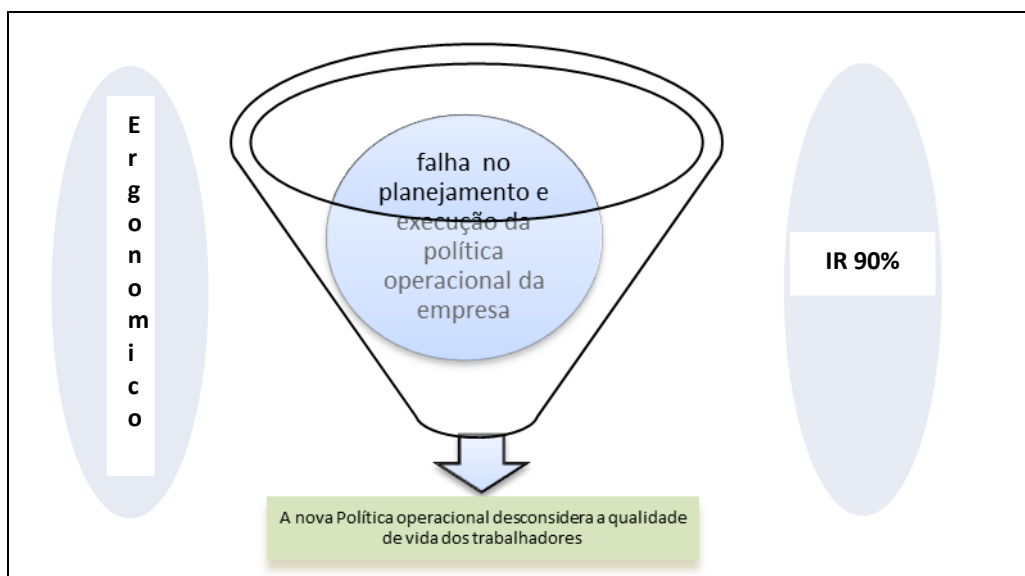 E
r
g
o
n
o
m
i
c
o
falha no
planejamento e
execução da
política
operacional da
empresa
IR 90%
A nova Política operacional desconsidera a qualidade
de vida dos trabalhadores